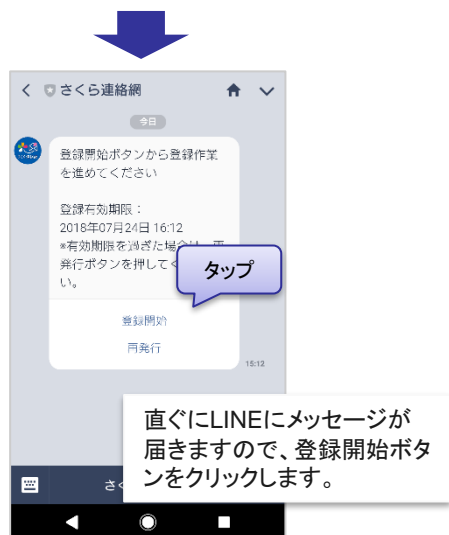 さくら連絡網
今日
登録開始ボタンから登録作業
を進めてください
登録有効期限：
2018年07月24日 16:12
*有効期限を過ぎた場合は
発行ボタンを押してく
い。
タップ
登録開始
再発行
15:12
直ぐにLINEにメッセージが
届きますので、登録開始ボタ
ンをクリックします。
さく